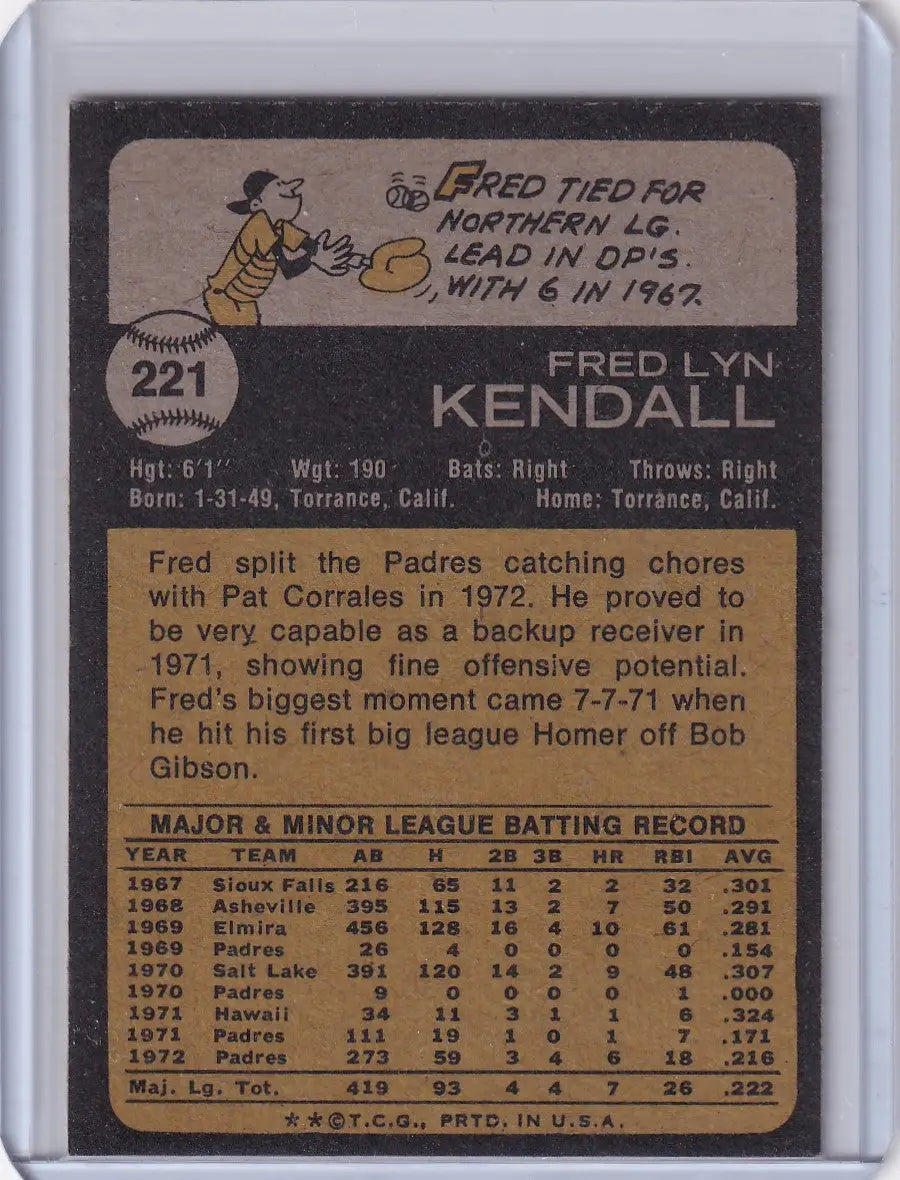 FRED TIED FOR
NORTHERN LG.
LEAD IN DP'S.
WITH 6 IN 1967.
221
FRED LYN
KENDALL
Hgt: 6'1" Wgt: 190 Bats: Right Throws: Right
Born: 1-31-49, Torrance, Calif. Home: Torrance, Calif.
Fred split the Padres catching chores
with Pat Corrales in 1972. He proved to
be very capable as a backup receiver in
1971, showing fine offensive potential.
Fred's biggest moment came 7-7-71 when
he hit his first big league Homer off Bob
Gibson.
MAJOR & MINOR LEAGUE BATTING RECORD
YEAR TEAM AB H 2B 3B HR RBI AVG
1967 Sioux Falls 216 65 11 2 2 32 .301
1968 Asheville 395 115 13 2 7 50 .291
1969 Elmira 456 128 16 4 10 61 .281
1969 Padres 26 4 0 0 0 0 .154
1970 Salt Lake 391 120 14 2 9 48 .307
1970 Padres 9 0 0 0 0 1 .000
1971 Hawaii 34 11 3 1 1 6 .324
1971 Padres 111 19 1 0 1 7 .171
1972 Padres 273 59 3 4 6 18 .216
Maj. Lg. Tot. 419 93 4 4 7 26 .222
**©T.C.G., PRTD. IN U.S.A.